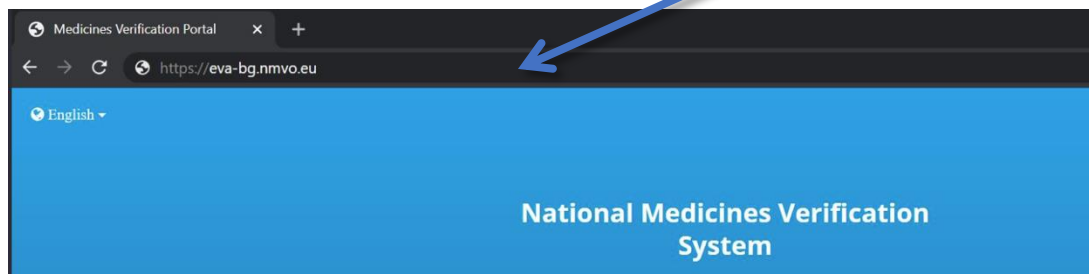 Medicines Verification Portal
https://eva-bg.nmvo.eu
English
National Medicines Verification
System